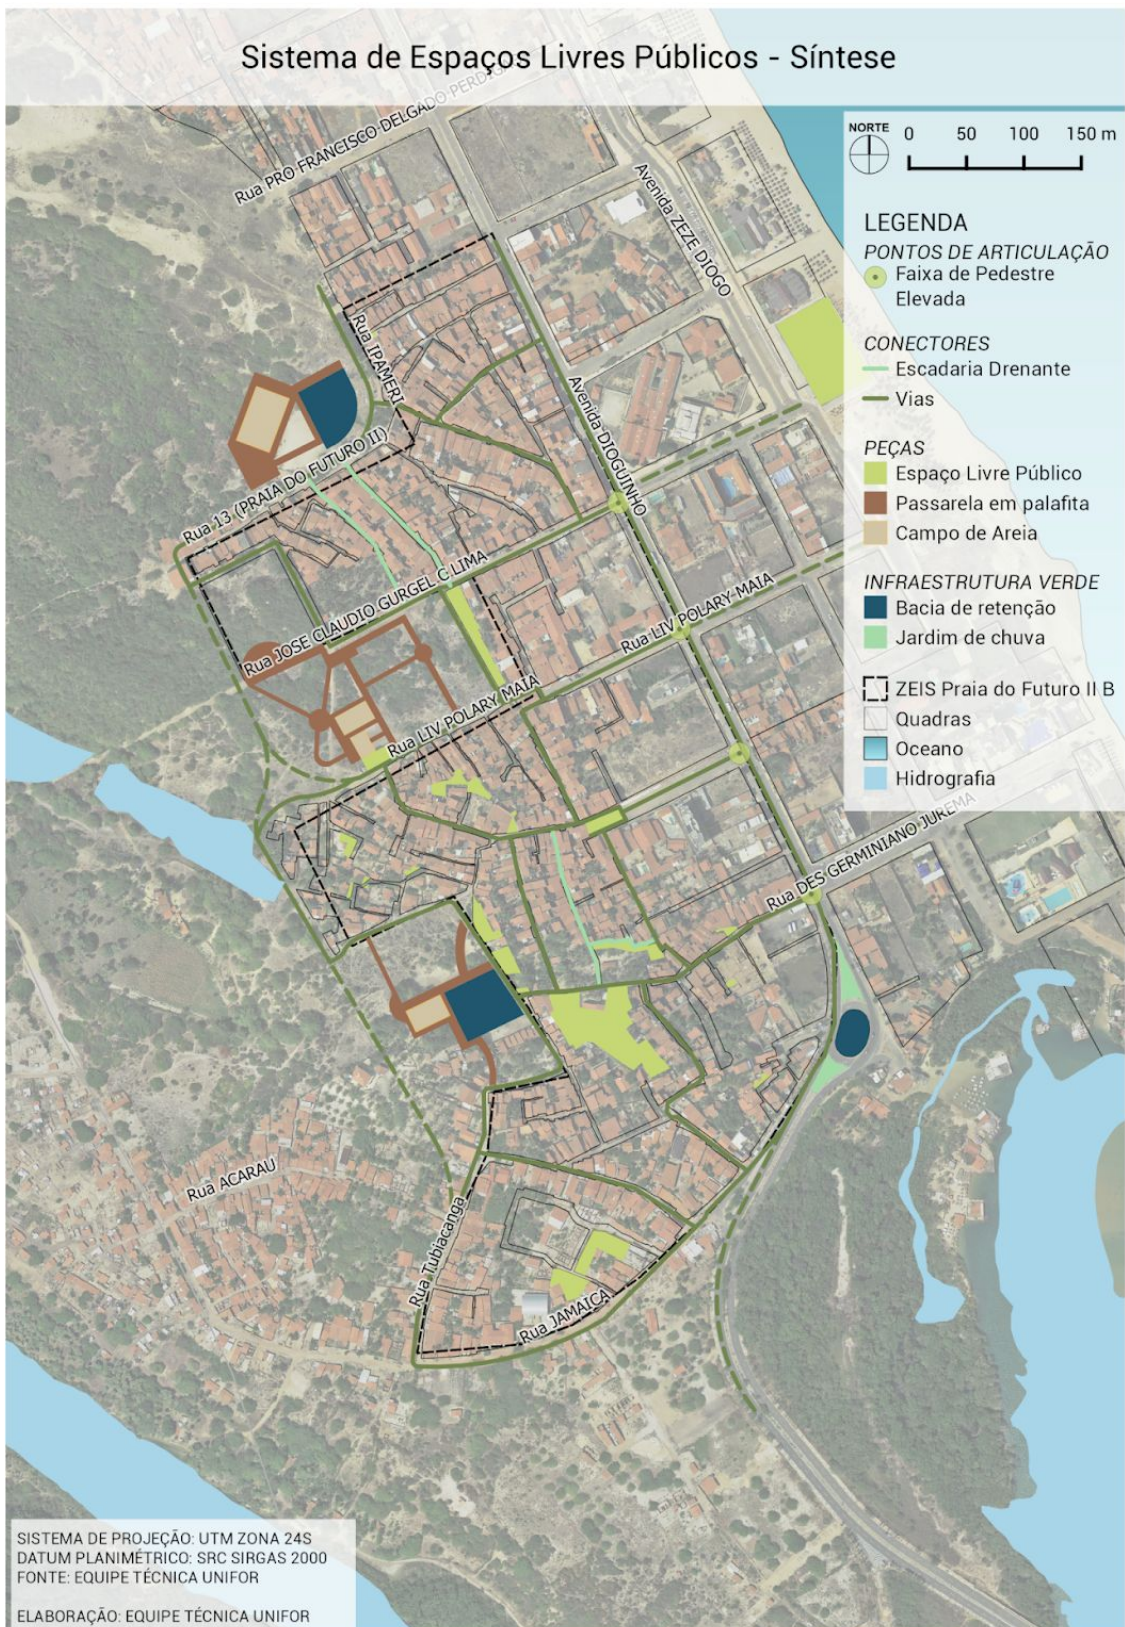 Sistema de Espaços Livres Públicos - Síntese
Rua PRO FRANCISCO DELGADO PERDIG
Avenida ZEZE DIOGO
NORTE
0 50 100 150 m
LEGENDA
PONTOS DE ARTICULAÇÃO
Faixa de Pedestre
Elevada
CONECTORES
Escadaria Drenante
Vias
PEÇAS
Espaço Livre Público
Passarela em palafita
Campo de Areia
INFRAESTRUTURA VERDE
Bacia de retenção
Jardim de chuva
ZEIS Praia do Futuro II B
Quadras
Oceano
Hidrografia
Rua IPAMERI
Avenida DIOGUINHO
Rua 13 (PRAIA DO FUTURO II)
Rua JOSE CLAUDIO GURGEL C LIMA
Rua LIV POLARY MAIA
Rua LIV POLARY MAIA
Rua DES GERMINIANO JUREMA
Rua ACARAU
Rua Tubiacanga
Rua JAMAICA
SISTEMA DE PROJEÇÃO: UTM ZONA 24S
DATUM PLANIMÉTRICO: SRC SIRGAS 2000
FONTE: EQUIPE TÉCNICA UNIFOR
ELABORAÇÃO: EQUIPE TÉCNICA UNIFOR